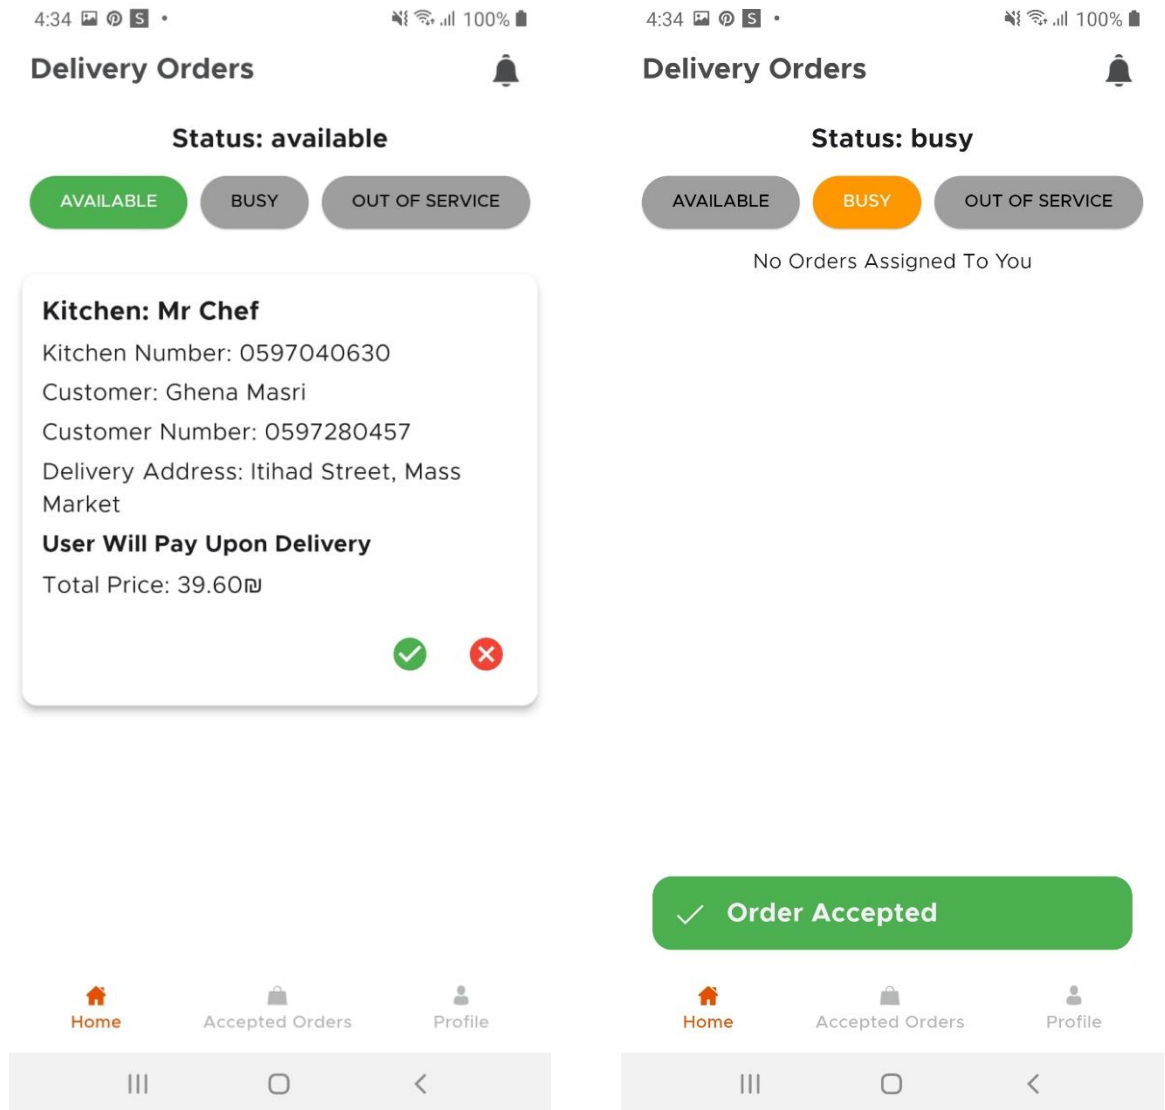 4:34 S • 100%
Delivery Orders
Status: available
AVAILABLE BUSY OUT OF SERVICE
Kitchen: Mr Chef
Kitchen Number: 0597040630
Customer: Ghena Masri
Customer Number: 0597280457
Delivery Address: Itihad Street, Mass
Market
User Will Pay Upon Delivery
Total Price: 39.60₪
Home Accepted Orders Profile
4:34 S • 100%
Delivery Orders
Status: busy
AVAILABLE BUSY OUT OF SERVICE
No Orders Assigned To You
Order Accepted
Home Accepted Orders Profile